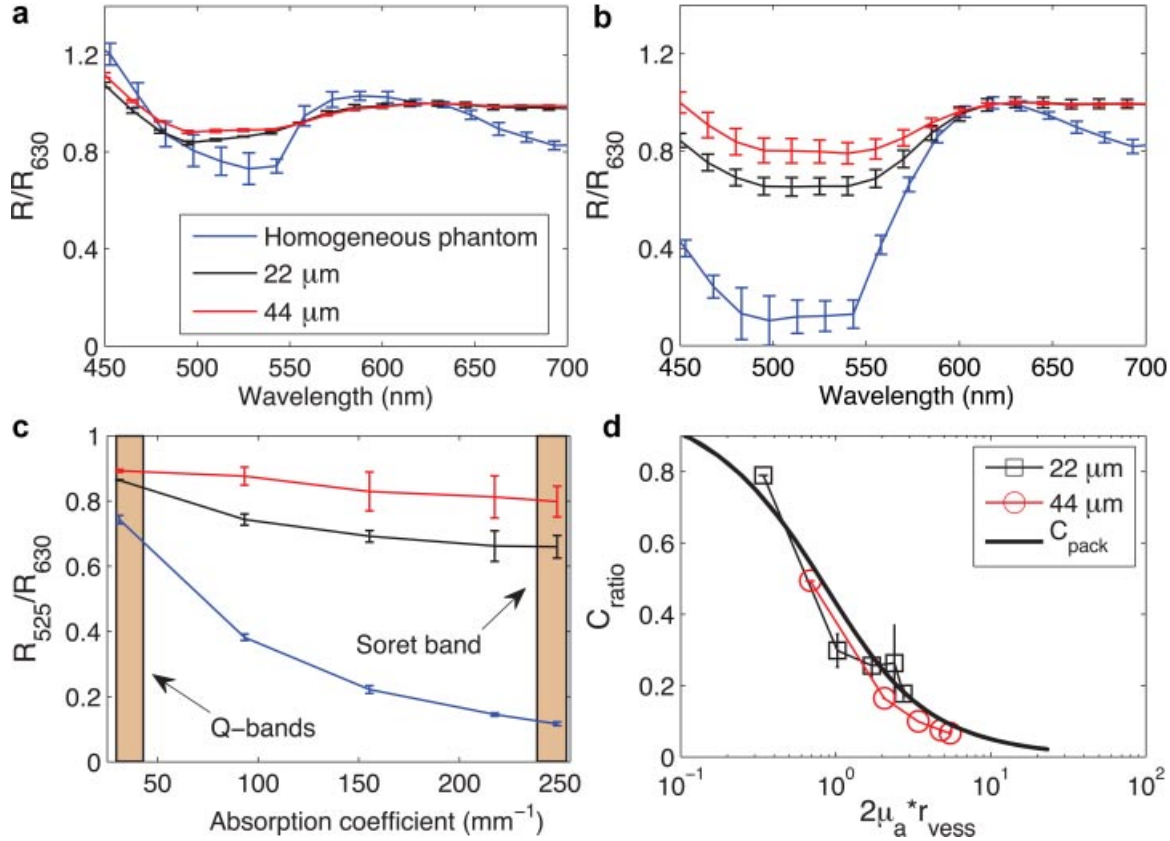 a
1.2
0.8
0.4
0
R/R630
Homogeneous phantom
22 μm
44 μm
450 500 550 600 650 700
Wavelength (nm)
b
1.2
0.8
0.4
0
R/R630
450 500 550 600 650 700
Wavelength (nm)
c
1
0.8
0.6
0.4
0.2
0
R525/R630
Soret band
Q-bands
50 100 150 200 250
Absorption coefficient (mm⁻¹)
d
0.8
0.6
0.4
0.2
0
Cratio
22 μm
44 μm
Cpack
10⁻¹ 10⁰ 10¹ 10²
2μa*rvess